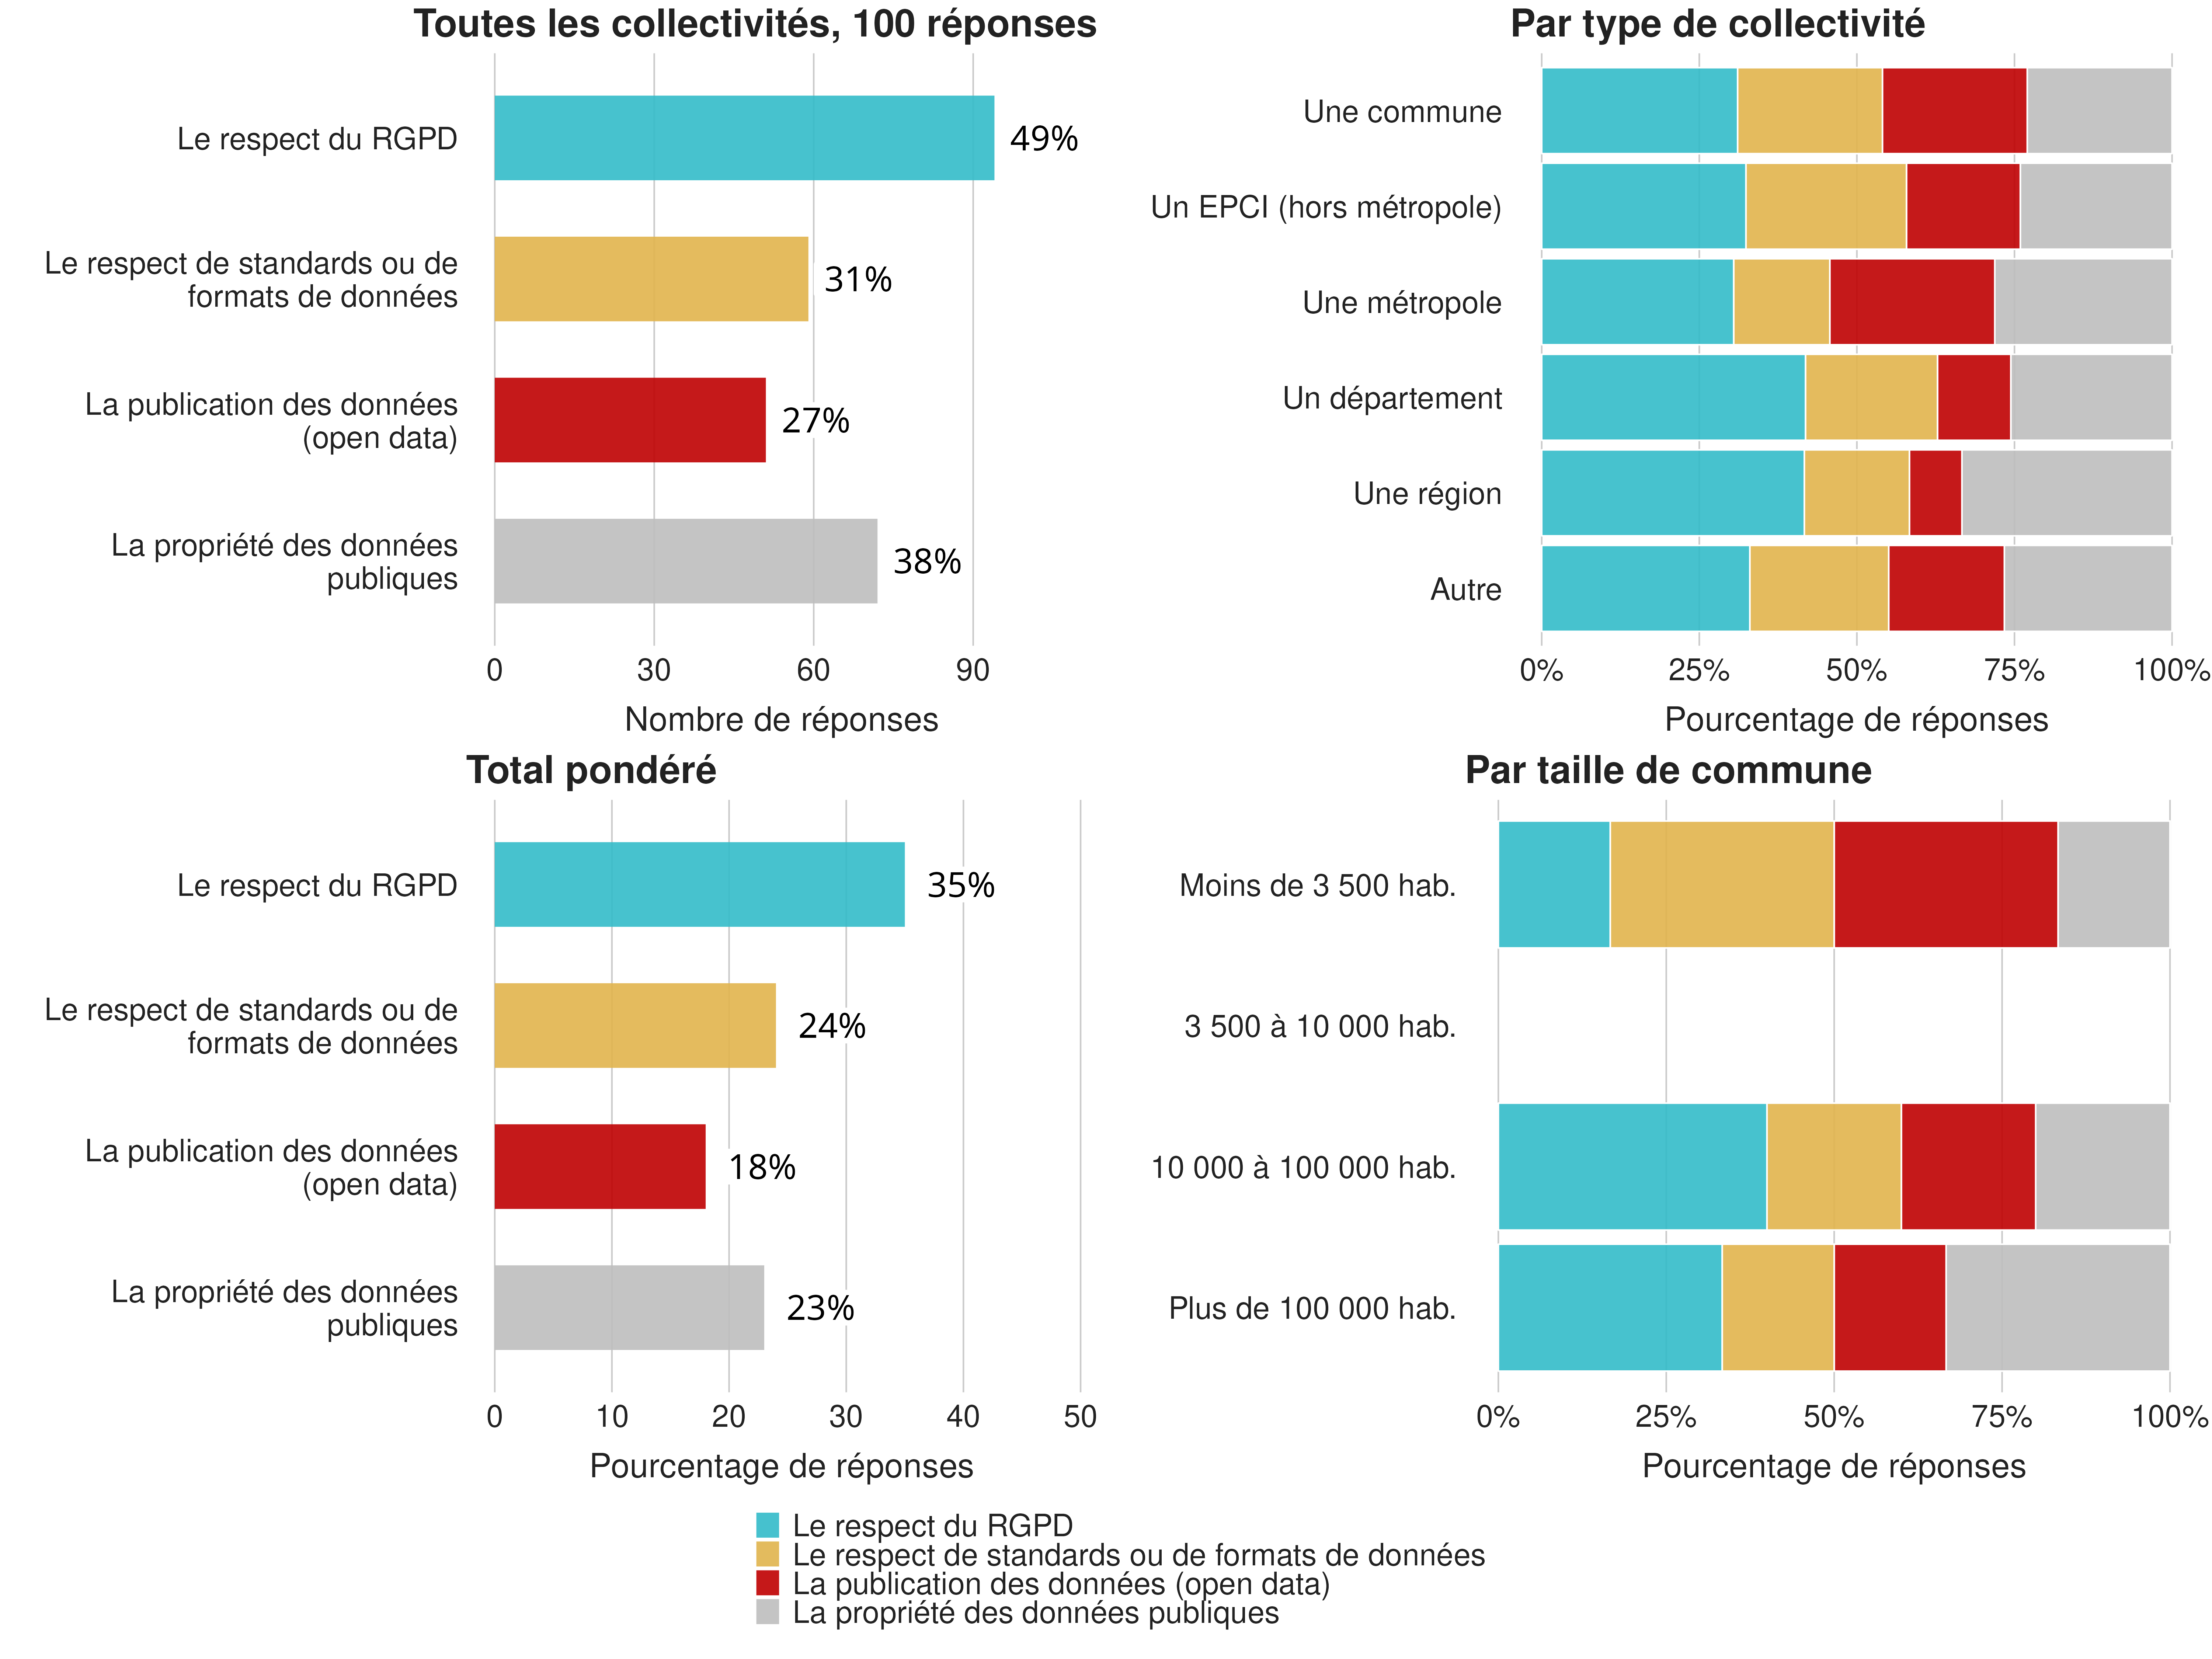 Toutes les collectivités, 100 réponses
Le respect du RGPD
49%
Le respect de standards ou de
formats de données
31%
La publication des données
(open data)
27%
La propriété des données
publiques
38%
0 30 60 90
Nombre de réponses
Par type de collectivité
Une commune
Un EPCI (hors métropole)
Une métropole
Un département
Une région
Autre
0% 25% 50% 75% 100%
Pourcentage de réponses
Total pondéré
Le respect du RGPD
35%
Le respect de standards ou de
formats de données
24%
La publication des données
(open data)
18%
La propriété des données
publiques
23%
0 10 20 30 40 50
Pourcentage de réponses
Par taille de commune
Moins de 3 500 hab.
3 500 à 10 000 hab.
10 000 à 100 000 hab.
Plus de 100 000 hab.
0% 25% 50% 75% 100%
Pourcentage de réponses
Le respect du RGPD
Le respect de standards ou de formats de données
La publication des données (open data)
La propriété des données publiques